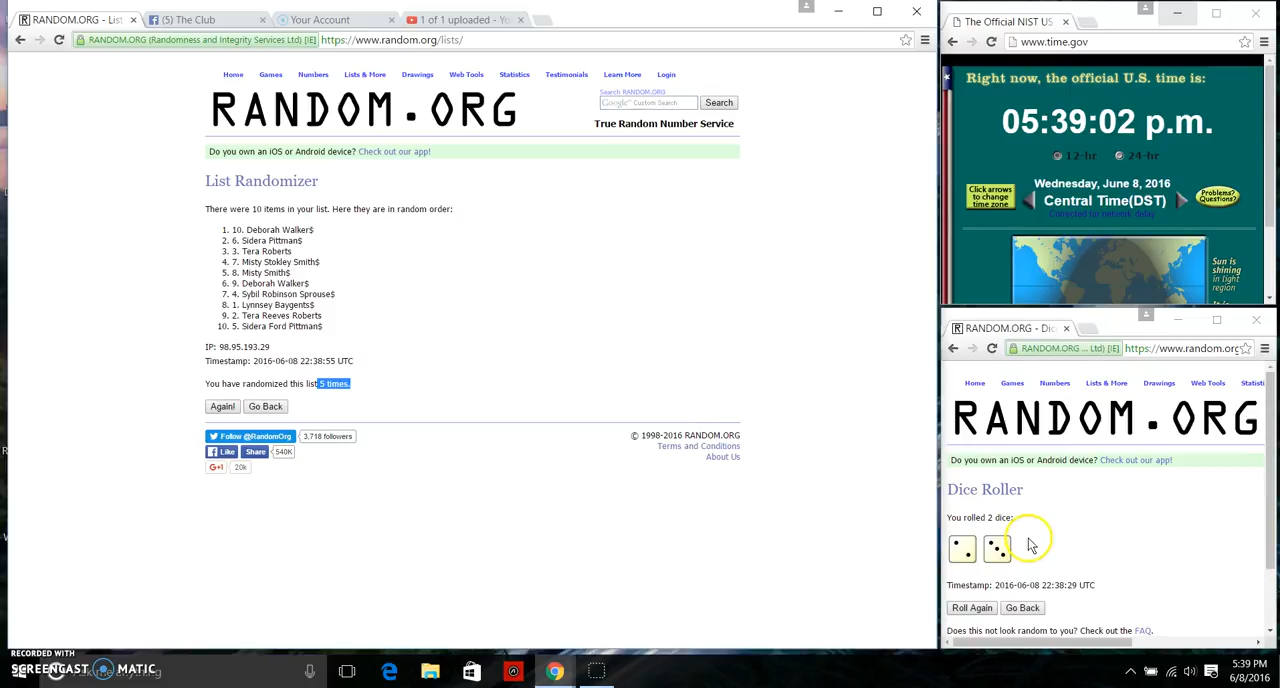 RANDOM.ORG - List
(5) The Club
Your Account
1 of 1 uploaded - Y
RANDOM.ORG (Randomness and Integrity Services Ltd) [IE]
https://www.random.org/lists/
Home Games Numbers Lists & More Drawings Web Tools Statistics Testimonials Learn More Login
RANDOM.ORG
Search RANDOM.ORG
Google Custom Search
Search
True Random Number Service
Do you own an iOS or Android device? Check out our app!
List Randomizer
There were 10 items in your list. Here they are in random order:
1. 10. Deborah Walker$
2. 6. Sidera Pittman$
3. 3. Tera Roberts
4. 7. Misty Stokley Smith$
5. 8. Misty Smith$
6. 9. Deborah Walker$
7. 4. Sybil Robinson Sprouse$
8. 1. Lynnsey Baygents$
9. 2. Tera Reeves Roberts
10. 5. Sidera Ford Pittman$
IP: 98.95.193.29
Timestamp: 2016-06-08 22:38:55 UTC
You have randomized this list 5 times.
Again! Go Back
Follow @RandomOrg 3,718 followers
Like Share 540K
G+1 20k
© 1998-2016 RANDOM.ORG
Terms and Conditions
About Us
The Official NIST US
www.time.gov
Right now, the official U.S. time is:
05:39:02 p.m.
12-hr 24-hr
Click arrows
to change
time zone
Wednesday, June 8, 2016
Central Time(DST)
Corrected for network delay
Problems?
Questions?
Sun is
shining
in light
region
It is
RANDOM.ORG - Dic
RANDOM.ORG ... Ltd) [IE]
https://www.random.org
Home Games Numbers Lists & More Drawings Web Tools Statisti
RANDOM.ORG
Do you own an iOS or Android device? Check out our app!
Dice Roller
You rolled 2 dice:
Timestamp: 2016-06-08 22:38:29 UTC
Roll Again Go Back
Does this not look random to you? Check out the FAQ.
RECORDED WITH
SCREENCAST MATIC
5:39 PM
6/8/2016